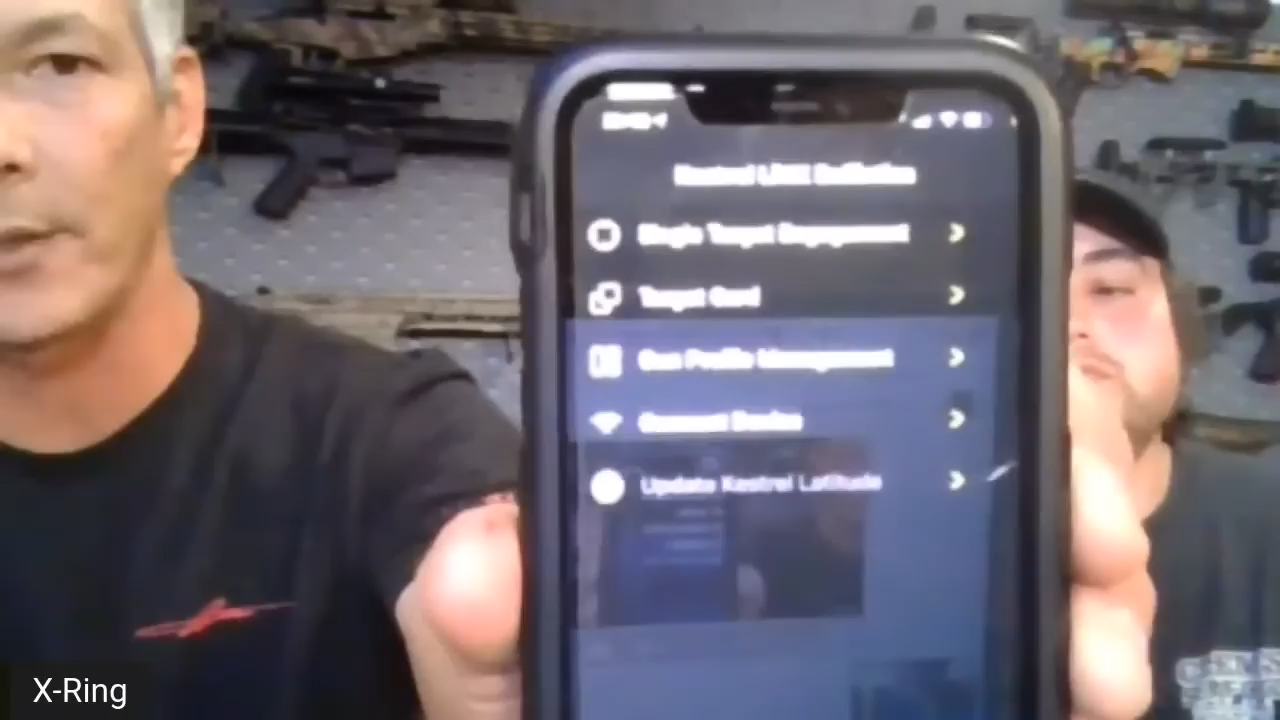 Kestrel LiNK Ballistics
Single Target Engagement
Target Card
Gun Profile Management
Connect Device
Update Kestrel Latitude
X-Ring